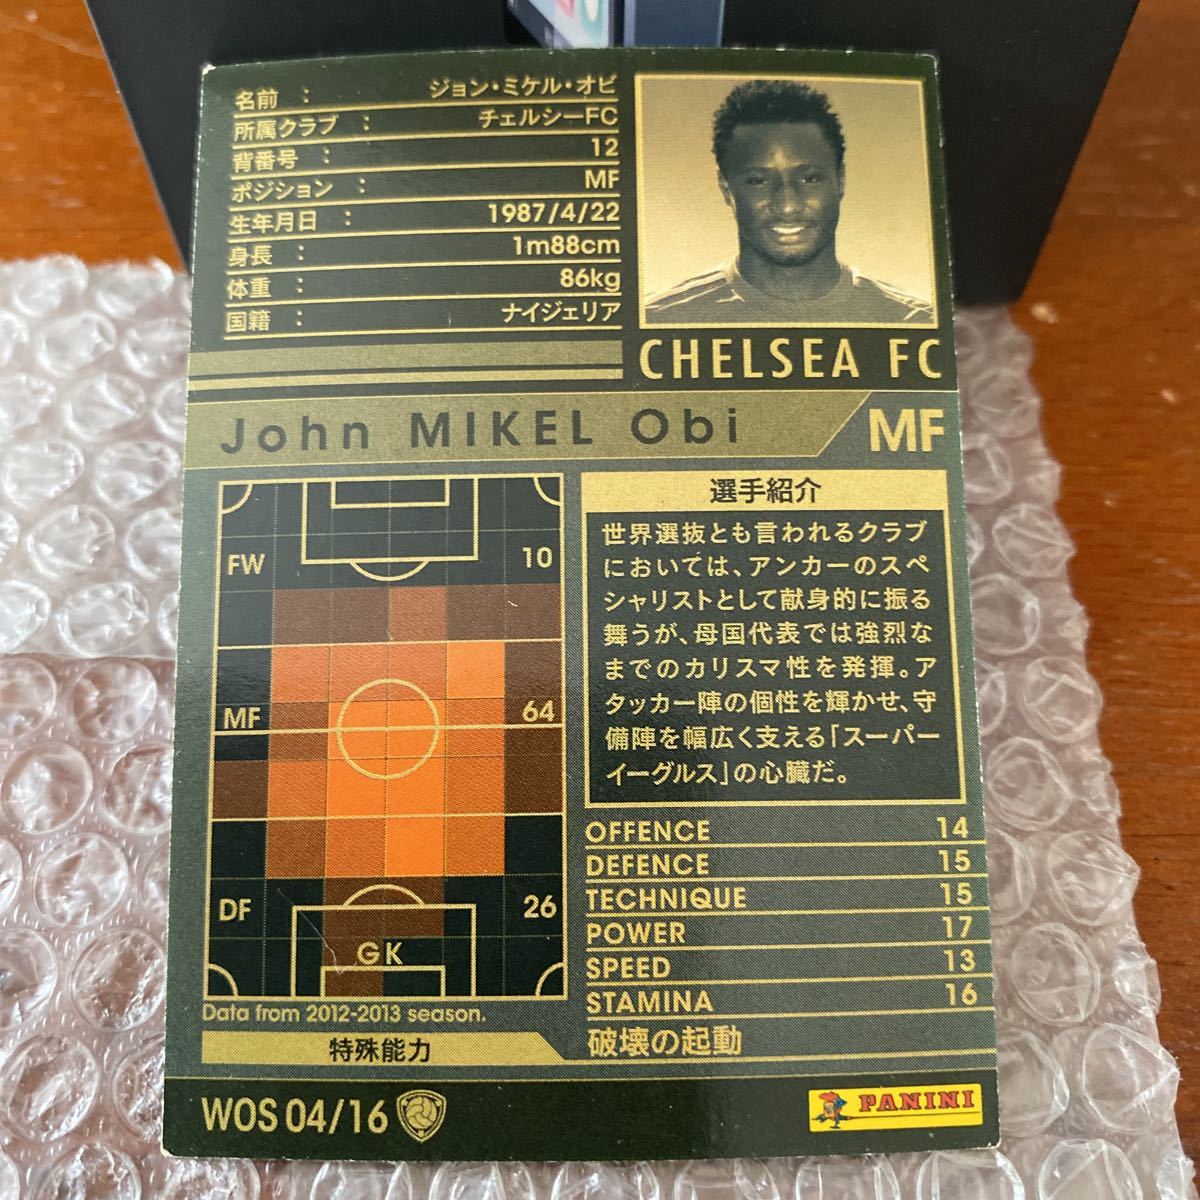 名前 : ジョン・ミケル・オビ
所属クラブ : チェルシーFC
背番号 : 12
ポジション : MF
生年月日 : 1987/4/22
身長 : 1m88cm
体重 : 86kg
国籍 : ナイジェリア
CHELSEA FC
John MIKEL Obi
MF
FW 10
MF 64
DF 26
GK
Data from 2012-2013 season.
選手紹介
世界選抜とも言われるクラブ
においては、アンカーのスペ
シャリストとして献身的に振る
舞うが、母国代表では強烈な
までのカリスマ性を発揮。ア
タッカー陣の個性を輝かせ、守
備陣を幅広く支える「スーパー
イーグルス」の心臓だ。
OFFENCE 14
DEFENCE 15
TECHNIQUE 15
POWER 17
SPEED 13
STAMINA 16
特殊能力
破壊の起動
WOS 04/16
PANINI